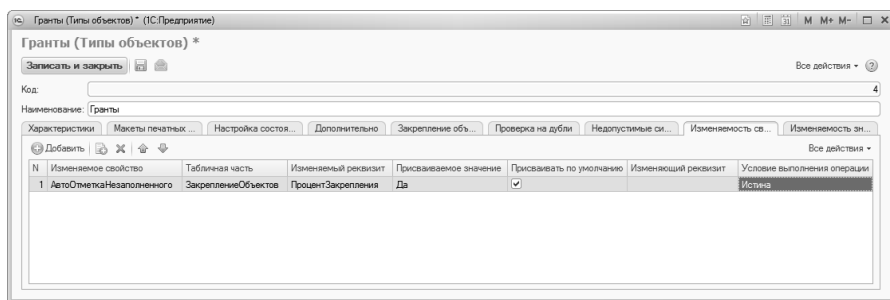 Гранты (Типы объектов) * (1С:Предприятие)
M M+ M-
Гранты (Типы объектов) *
Записать и закрыть
Все действия
Код: 4
Наименование: Гранты
Характеристики Макеты печатных ... Настройка состоя... Дополнительно Закрепление объ... Проверка на дубли Недопустимые си... Изменяемость св... Изменяемость зн...
Добавить
Все действия
N Изменяемое свойство Табличная часть Изменяемый реквизит Присваиваемое значение Присваивать по умолчанию Изменяющий реквизит Условие выполнения операции
1 АвтоОтметкаНезаполненного ЗакреплениеОбъектов ПроцентЗакрепления Да Истина